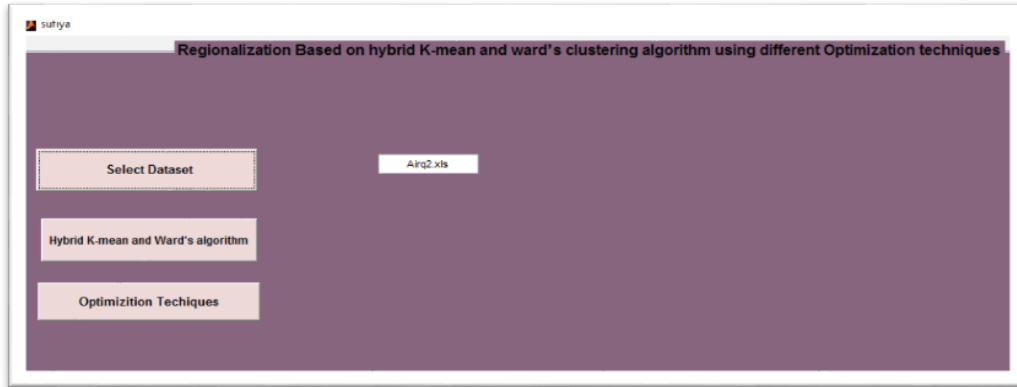 sufiya
Regionalization Based on hybrid K-mean and ward's clustering algorithm using different Optimization techniques
Select Dataset
Airq2.xls
Hybrid K-mean and Ward's algorithm
Optimizition Techiques